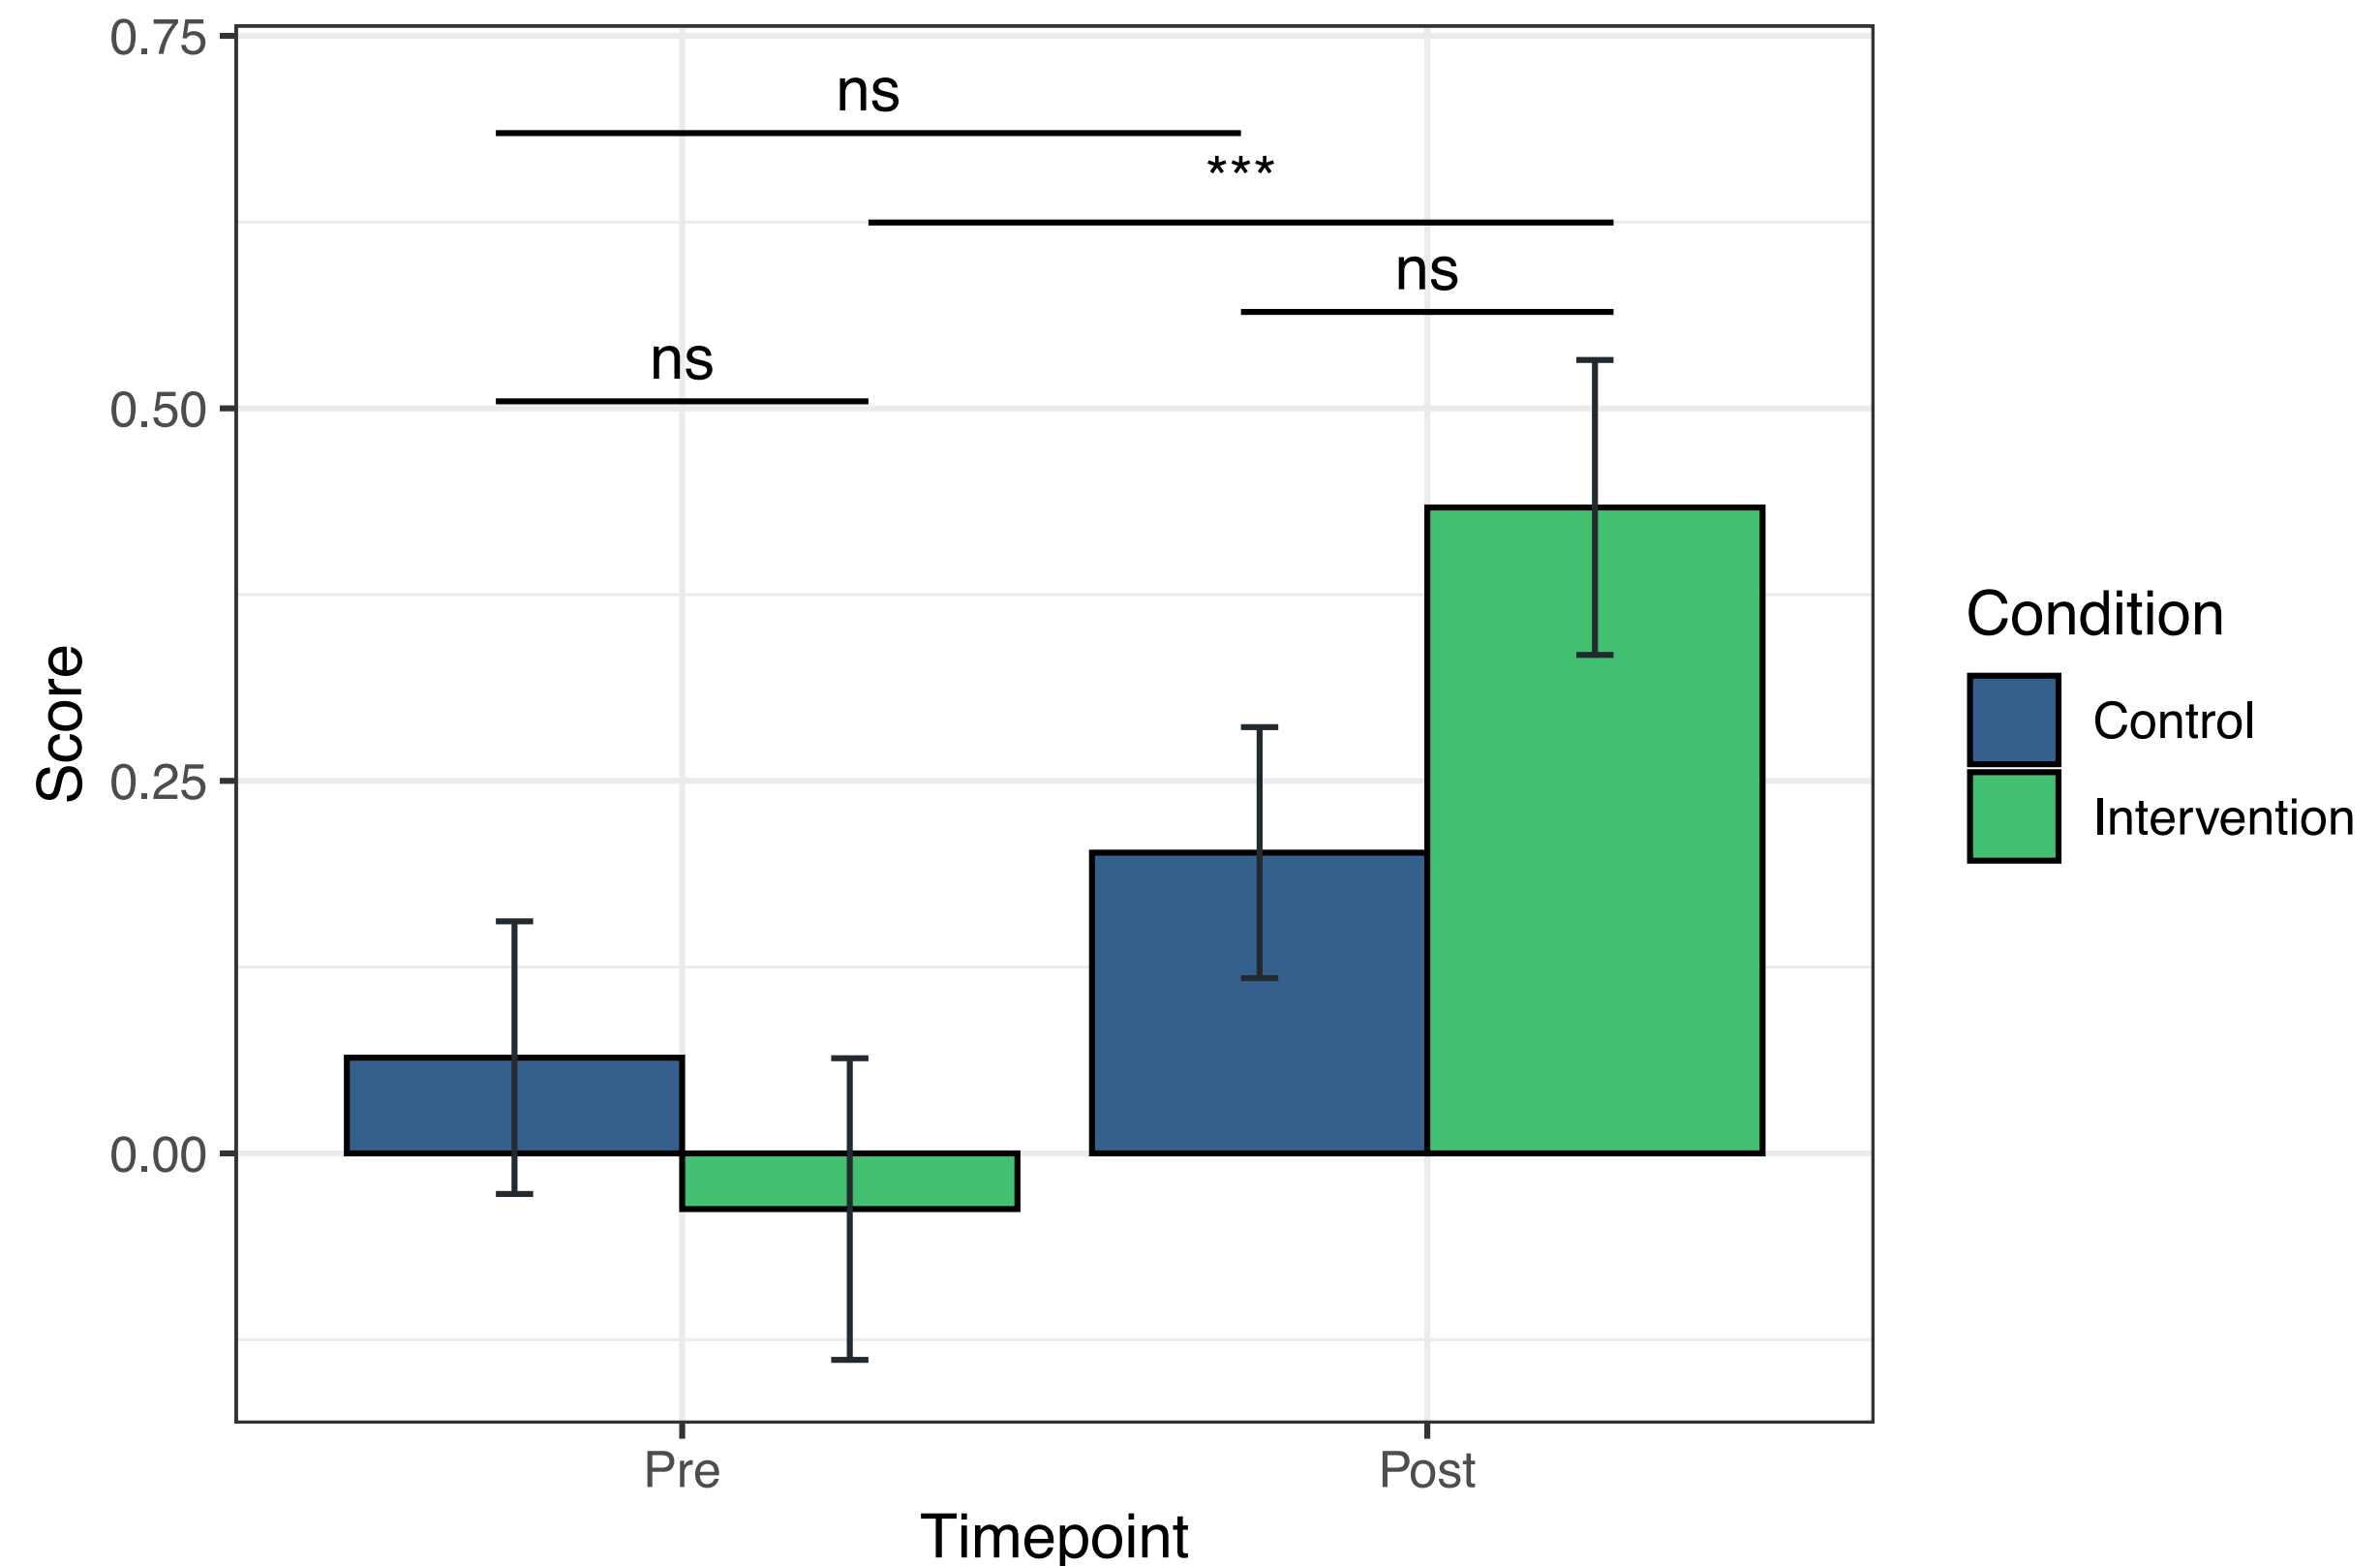 0.75
0.50
0.25
0.00
Score
ns
***
ns
ns
Pre
Post
Timepoint
Condition
Control
Intervention